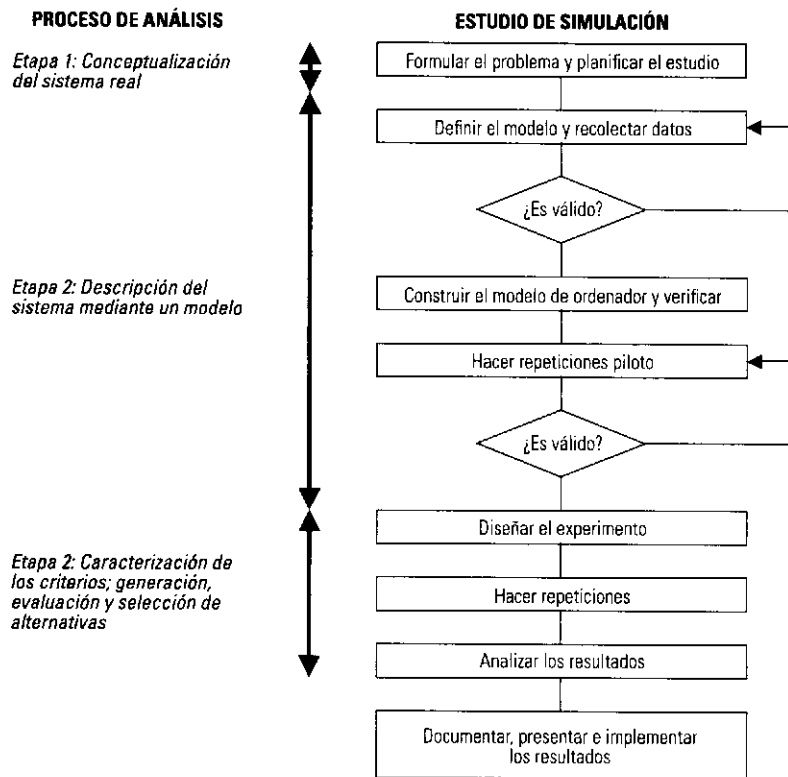 PROCESO DE ANÁLISIS
ESTUDIO DE SIMULACIÓN
Etapa 1: Conceptualización
del sistema real
Formular el problema y planificar el estudio
Definir el modelo y recolectar datos
¿Es válido?
Etapa 2: Descripción del
sistema mediante un modelo
Construir el modelo de ordenador y verificar
Hacer repeticiones piloto
¿Es válido?
Diseñar el experimento
Etapa 2: Caracterización de
los criterios; generación,
evaluación y selección de
alternativas
Hacer repeticiones
Analizar los resultados
Documentar, presentar e implementar
los resultados